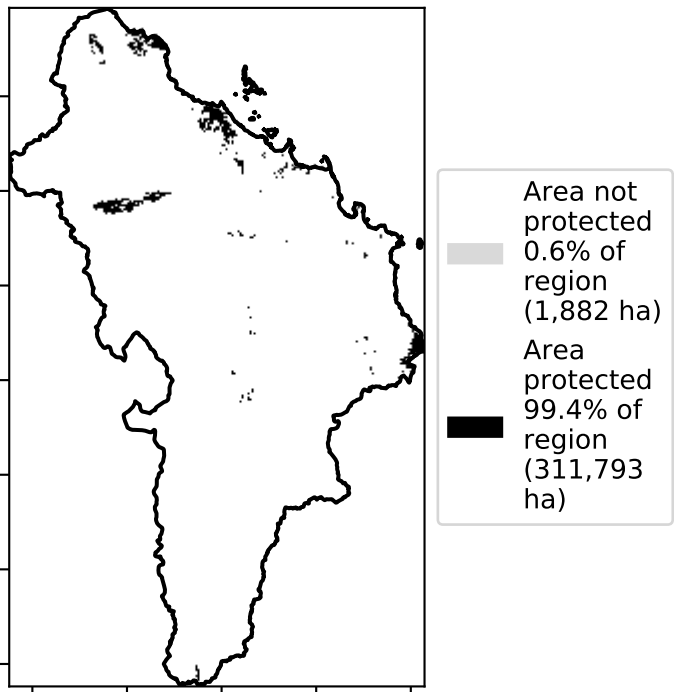 Area not
protected
0.6% of
region
(1,882 ha)
Area
protected
99.4% of
region
(311,793
ha)